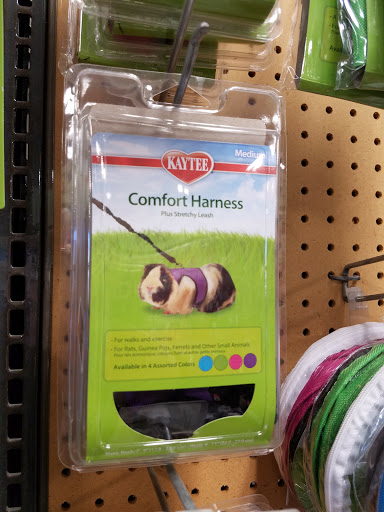 KAYTEE
Medium
Comfort Harness
Plus Stretchy Leash
- For walks and exercise
- For Rats, Guinea Pigs, Ferrets and Other Small Animals
Available in 4 Assorted Colors